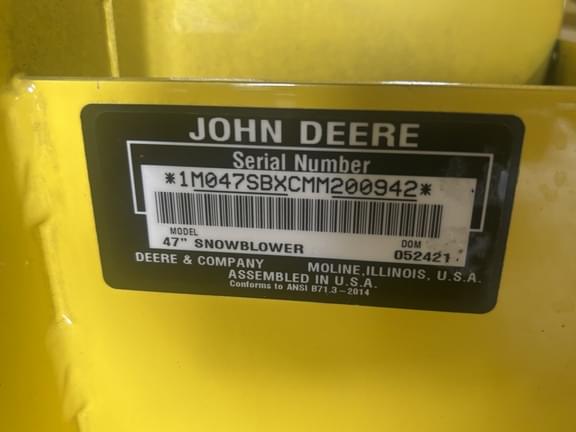 JOHN DEERE
Serial Number
*1M047SBXCMM200942*
MODEL DOM
47" SNOWBLOWER 052421
DEERE & COMPANY MOLINE, ILLINOIS, U.S.A.
ASSEMBLED IN U.S.A.
Conforms to ANSI B71.3-2014